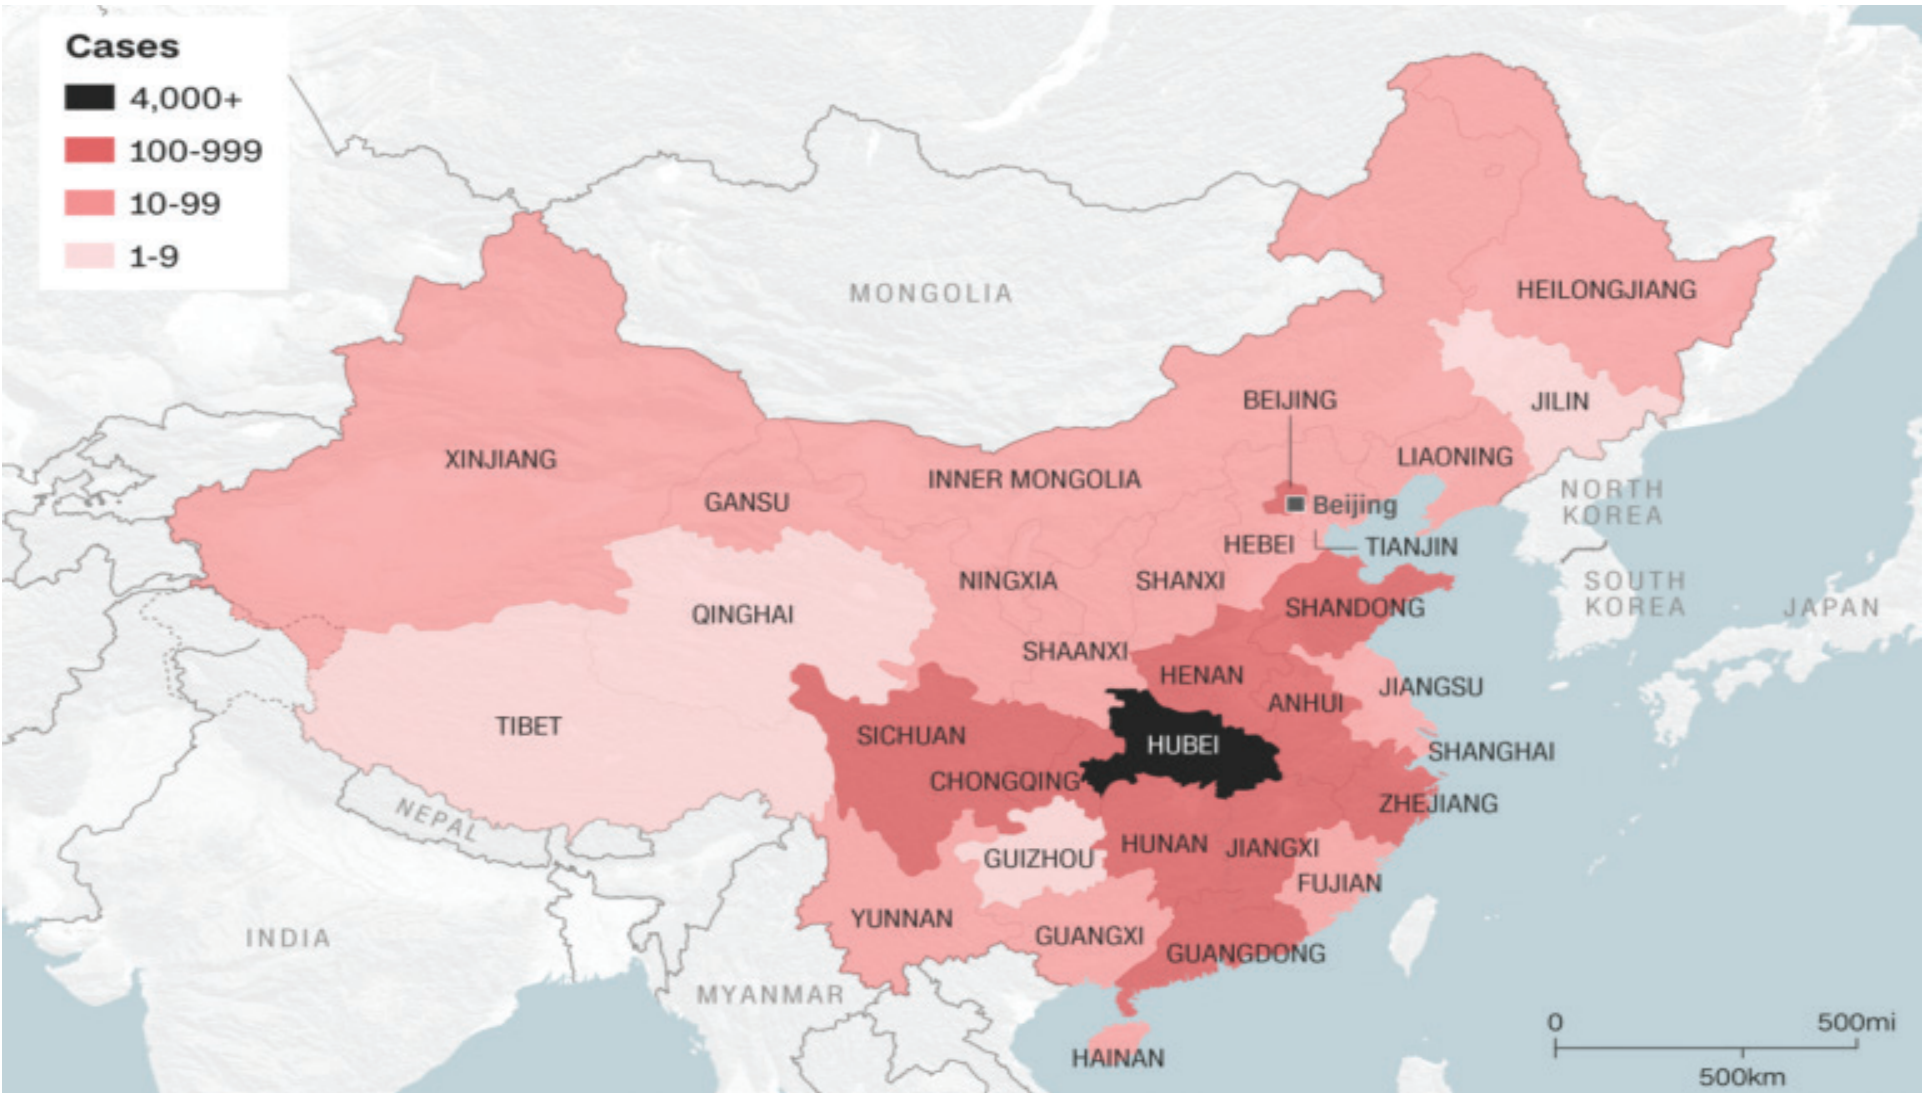 Cases
4,000+
100-999
10-99
1-9
MONGOLIA
HEILONGJIANG
BEIJING
JILIN
XINJIANG
LIAONING
INNER MONGOLIA
GANSU
NORTH
KOREA
Beijing
HEBEI
TIANJIN
NINGXIA
SHANXI
SOUTH
KOREA
JAPAN
QINGHAI
SHANDONG
SHAANXI
HENAN
JIANGSU
ANHUI
TIBET
SICHUAN
HUBEI
SHANGHAI
CHONGQING
ZHEJIANG
NEPAL
HUNAN
JIANGXI
GUIZHOU
FUJIAN
YUNNAN
INDIA
GUANGXI
GUANGDONG
MYANMAR
0 500mi
HAINAN
500km